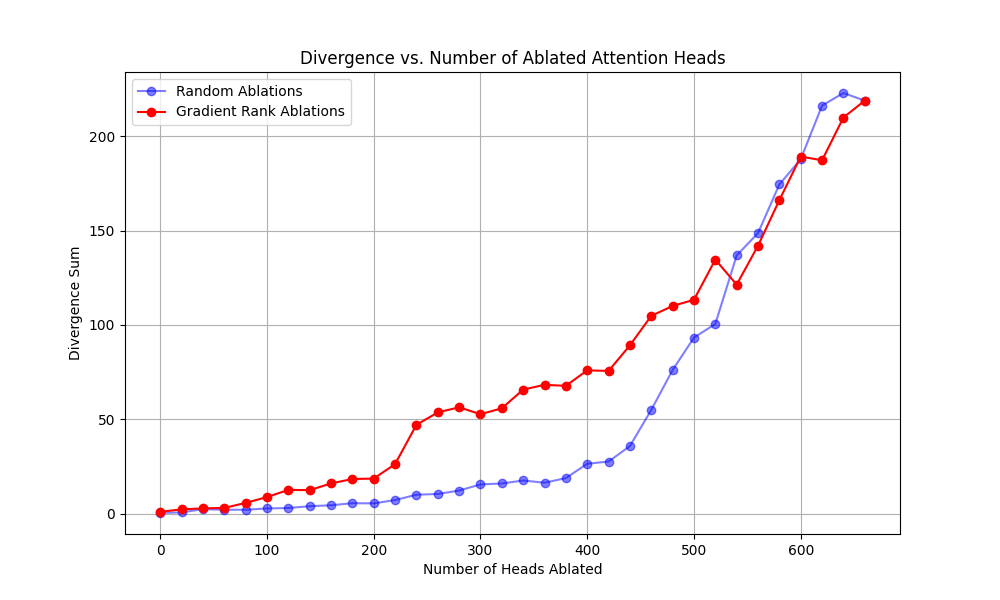 Divergence vs. Number of Ablated Attention Heads
Random Ablations
Gradient Rank Ablations
Divergence Sum
200
150
100
50
0
0 100 200 300 400 500 600
Number of Heads Ablated